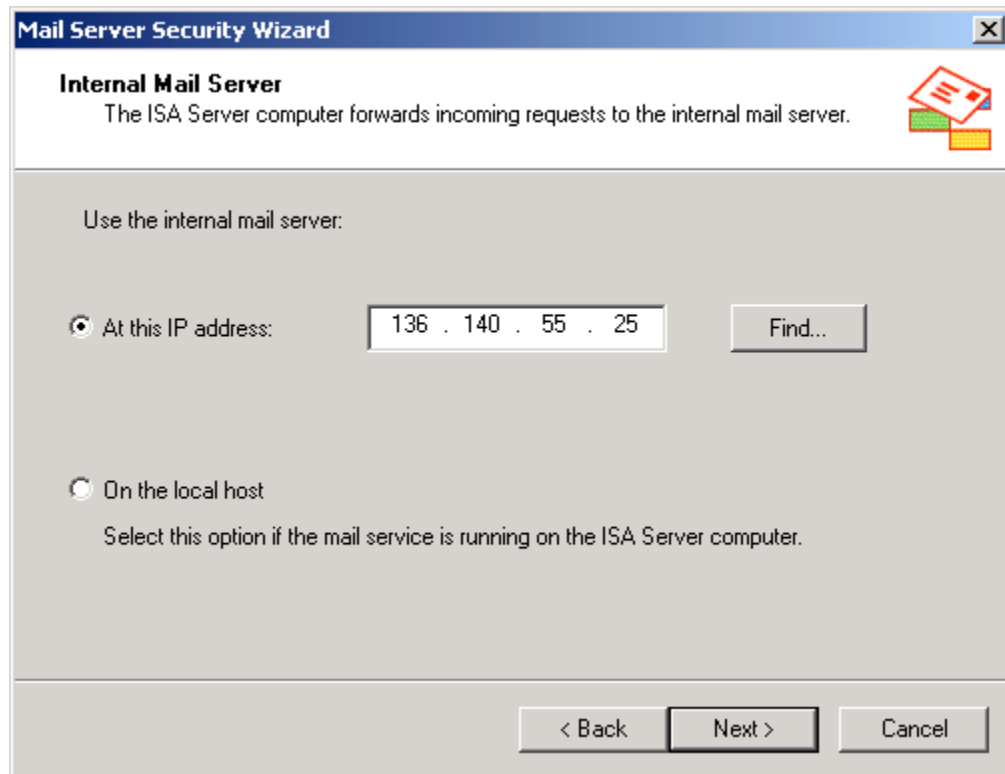 Mail Server Security Wizard
Internal Mail Server
The ISA Server computer forwards incoming requests to the internal mail server.
Use the internal mail server:
At this IP address: 136 . 140 . 55 . 25 Find...
On the local host
Select this option if the mail service is running on the ISA Server computer.
< Back Next > Cancel